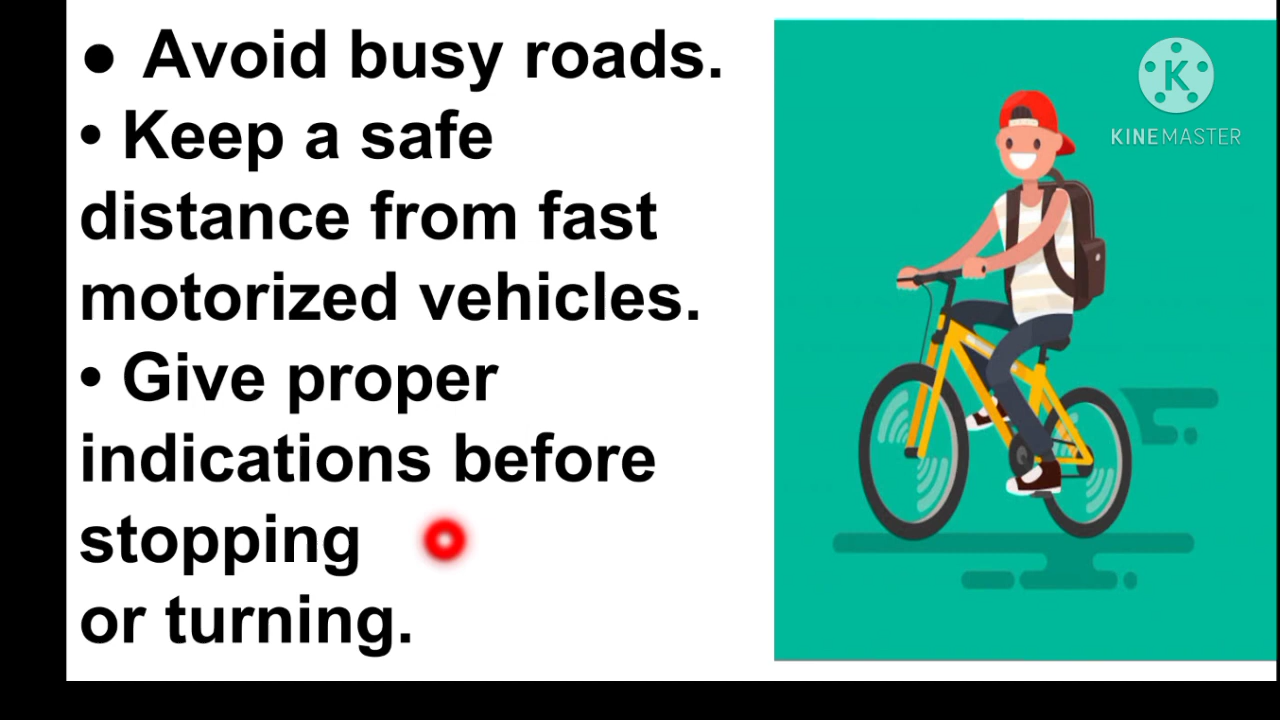 ● Avoid busy roads.
• Keep a safe
distance from fast
motorized vehicles.
• Give proper
indications before
stopping
or turning.
K
KINEMASTER